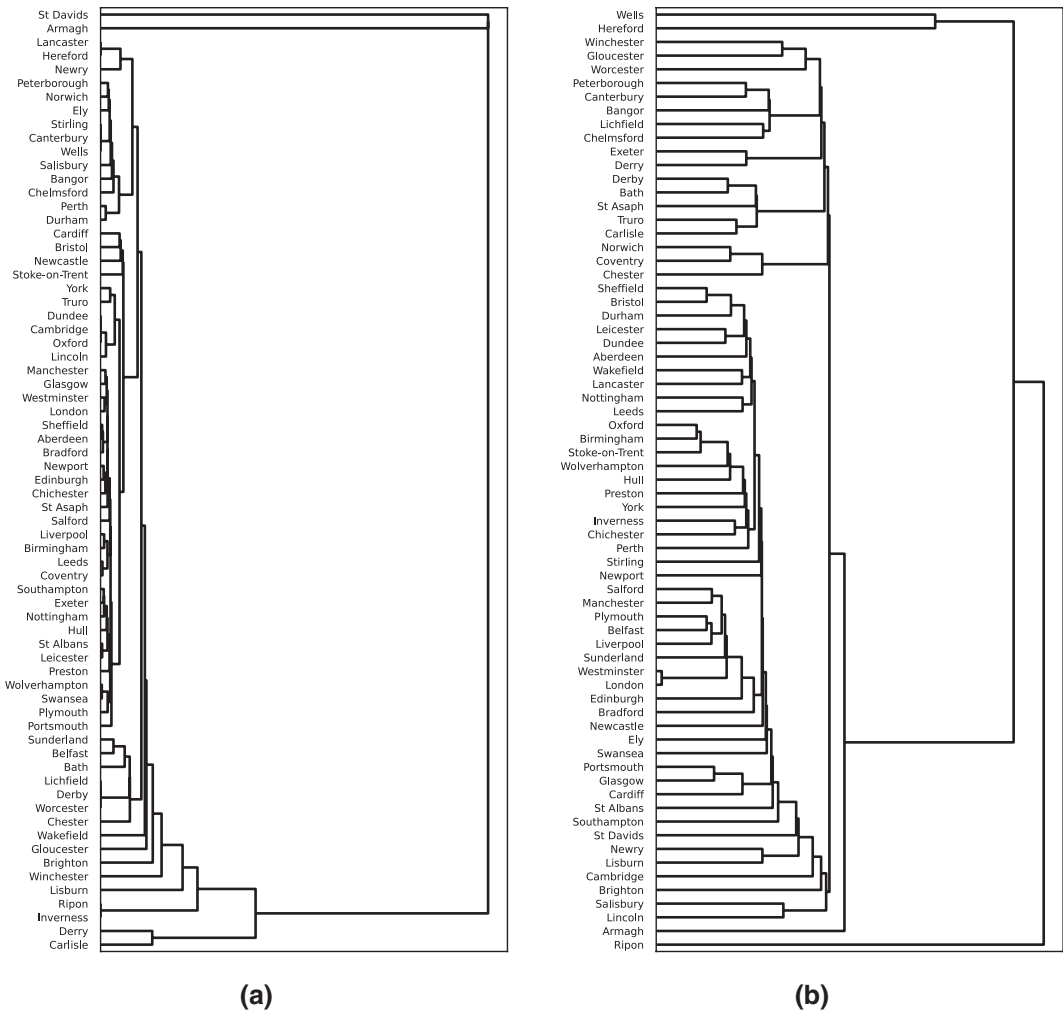 St Davids
Armagh
Lancaster
Hereford
Newry
Peterborough
Norwich
Ely
Stirling
Canterbury
Wells
Salisbury
Bangor
Chelmsford
Perth
Durham
Cardiff
Bristol
Newcastle
Stoke-on-Trent
York
Truro
Dundee
Cambridge
Oxford
Lincoln
Manchester
Glasgow
Westminster
London
Sheffield
Aberdeen
Bradford
Newport
Edinburgh
Chichester
St Asaph
Salford
Liverpool
Birmingham
Leeds
Coventry
Southampton
Exeter
Nottingham
Hull
St Albans
Leicester
Preston
Wolverhampton
Swansea
Plymouth
Portsmouth
Sunderland
Belfast
Bath
Lichfield
Derby
Worcester
Chester
Wakefield
Gloucester
Brighton
Winchester
Lisburn
Ripon
Inverness
Derry
Carlisle
(a)
Wells
Hereford
Winchester
Gloucester
Worcester
Peterborough
Canterbury
Bangor
Lichfield
Chelmsford
Exeter
Derry
Derby
Bath
St Asaph
Truro
Carlisle
Norwich
Coventry
Chester
Sheffield
Bristol
Durham
Leicester
Dundee
Aberdeen
Wakefield
Lancaster
Nottingham
Leeds
Oxford
Birmingham
Stoke-on-Trent
Wolverhampton
Hull
Preston
York
Inverness
Chichester
Perth
Stirling
Newport
Salford
Manchester
Plymouth
Belfast
Liverpool
Sunderland
Westminster
London
Edinburgh
Bradford
Newcastle
Ely
Swansea
Portsmouth
Glasgow
Cardiff
St Albans
Southampton
St Davids
Newry
Lisburn
Cambridge
Brighton
Salisbury
Lincoln
Armagh
Ripon
(b)